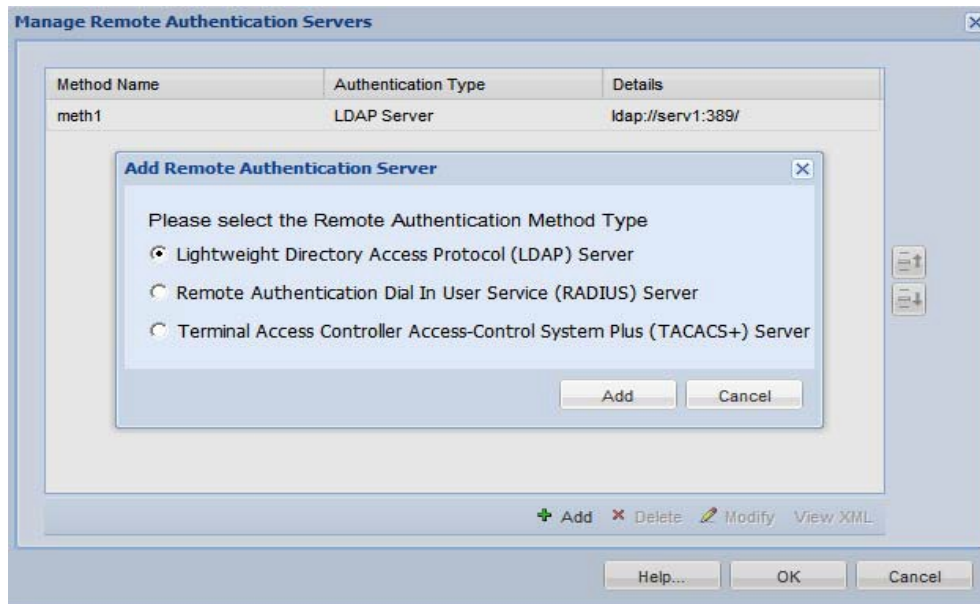 Manage Remote Authentication Servers
Method Name Authentication Type Details
meth1 LDAP Server ldap://serv1:389/
Add Remote Authentication Server
Please select the Remote Authentication Method Type
Lightweight Directory Access Protocol (LDAP) Server
Remote Authentication Dial In User Service (RADIUS) Server
Terminal Access Controller Access-Control System Plus (TACACS+) Server
Add Cancel
Add Delete Modify View XML
Help... OK Cancel